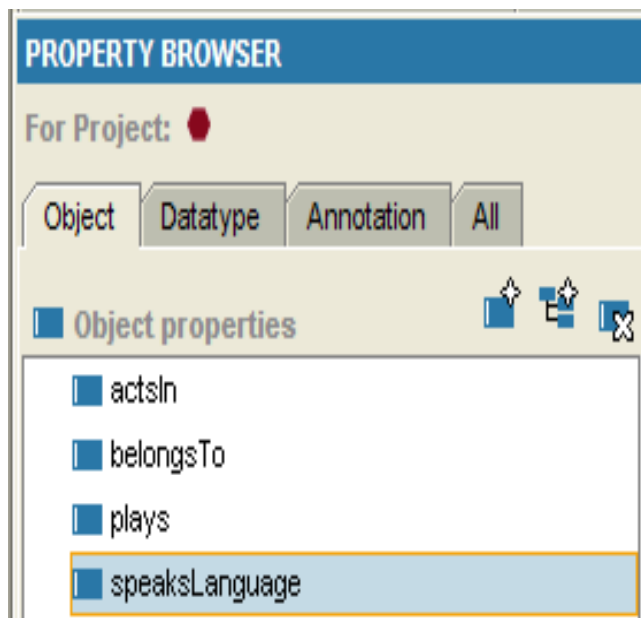 PROPERTY BROWSER
For Project:
Object Datatype Annotation All
Object properties
actsIn
belongsTo
plays
speaksLanguage